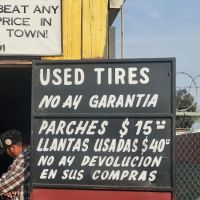 BEAT ANY
PRICE IN
TOWN!
01
USED TIRES
NO AY GARANTIA
PARCHES $15⁰⁰
LLANTAS USADAS $40⁰⁰
NO AY DEVOLUCION
EN SUS COMPRAS